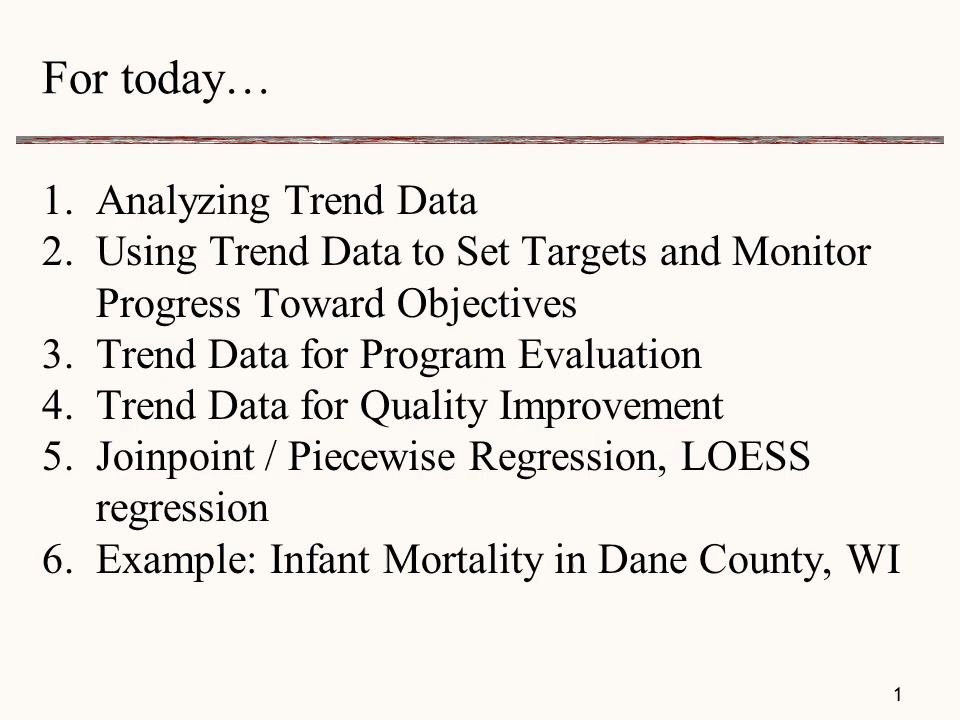 For today…
1. Analyzing Trend Data
2. Using Trend Data to Set Targets and Monitor
Progress Toward Objectives
3. Trend Data for Program Evaluation
4. Trend Data for Quality Improvement
5. Joinpoint / Piecewise Regression, LOESS
regression
6. Example: Infant Mortality in Dane County, WI
1